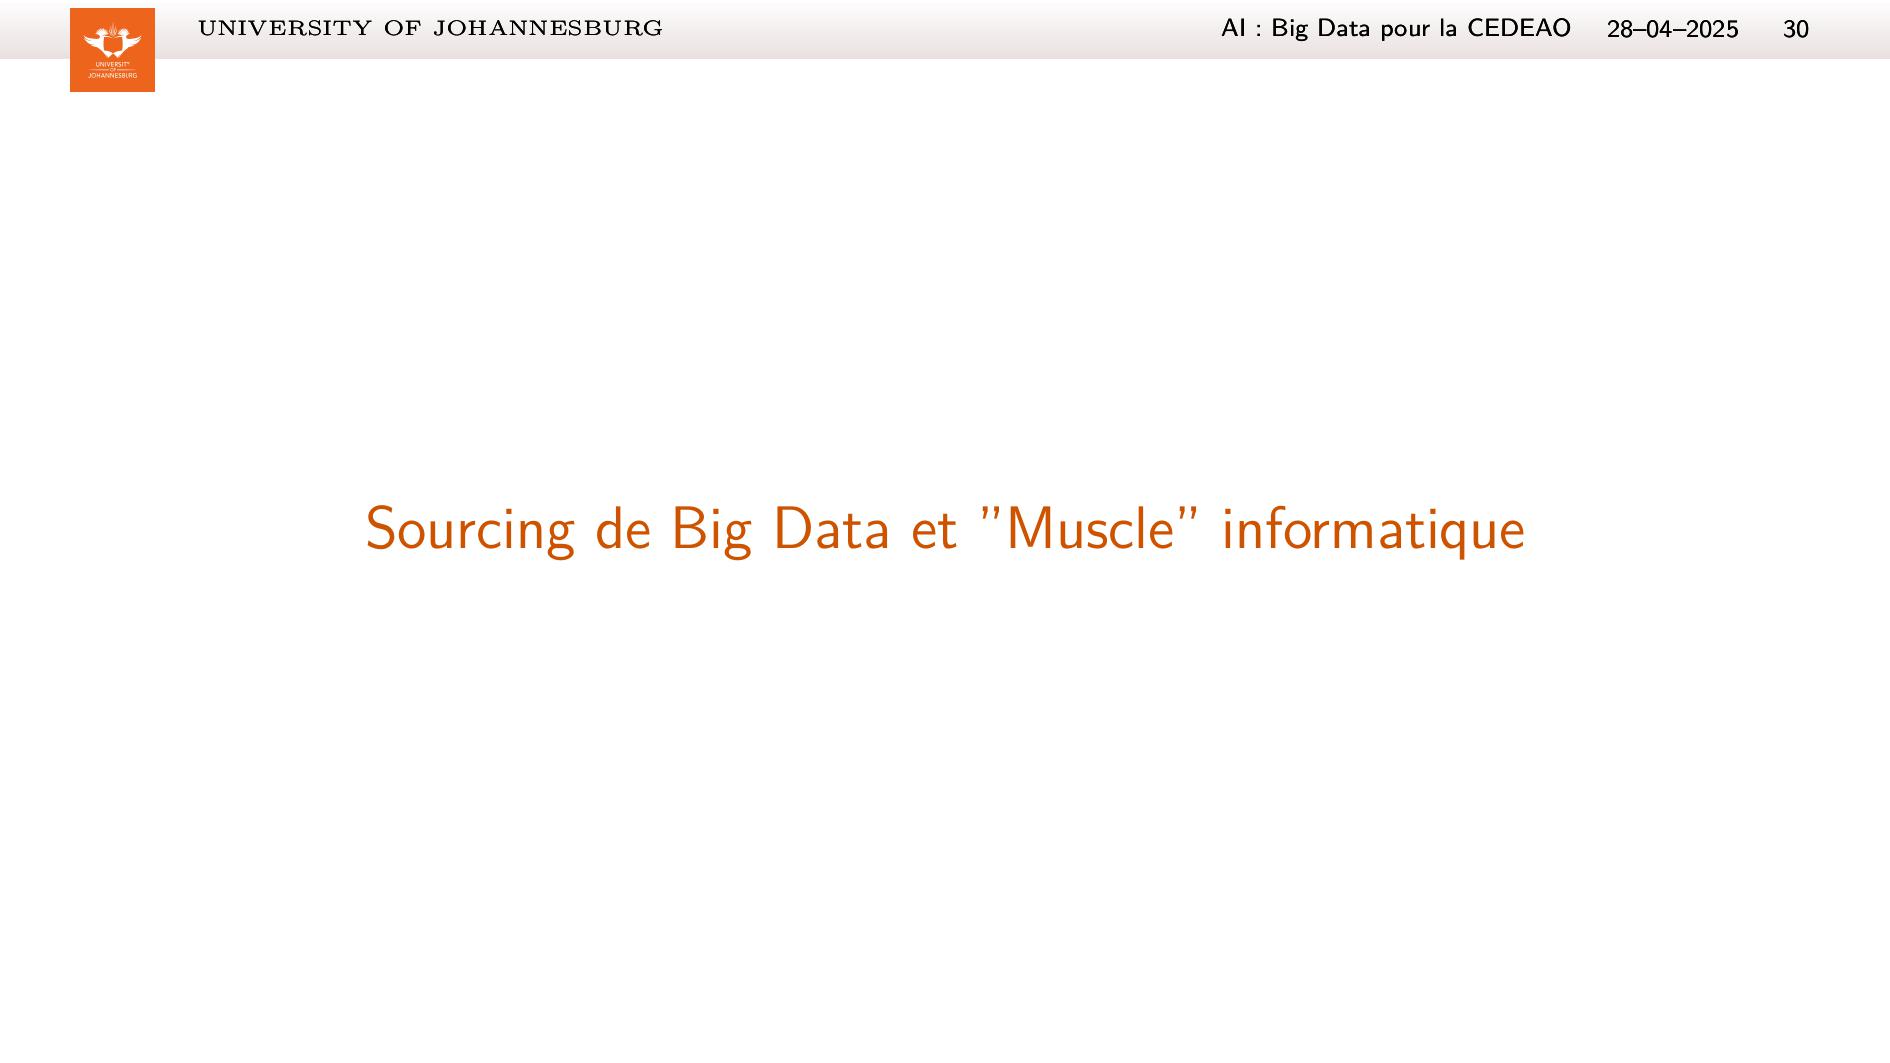 UNIVERSITY OF JOHANNESBURG AI : Big Data pour la CEDEAO 28–04–2025 30
UNIVERSITY
OF
JOHANNESBURG
Sourcing de Big Data et ”Muscle” informatique